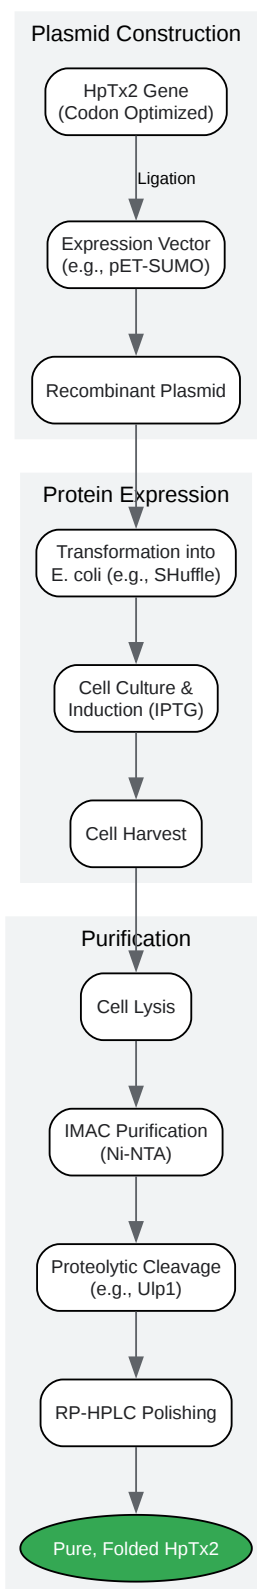 Plasmid Construction
HpTx2 Gene
(Codon Optimized)
Ligation
Expression Vector
(e.g., pET-SUMO)
Recombinant Plasmid
Protein Expression
Transformation into
E. coli (e.g., SHuffle)
Cell Culture &
Induction (IPTG)
Cell Harvest
Purification
Cell Lysis
IMAC Purification
(Ni-NTA)
Proteolytic Cleavage
(e.g., Ulp1)
RP-HPLC Polishing
Pure, Folded HpTx2